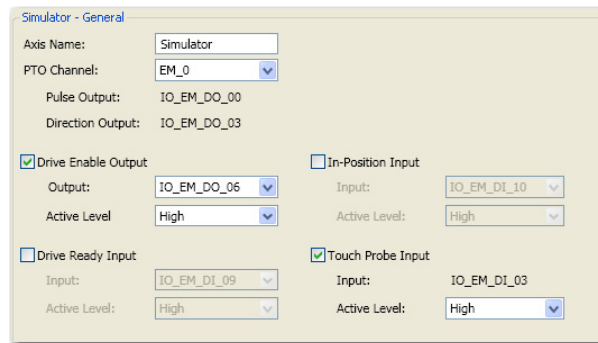 Simulator - General
Axis Name: Simulator
PTO Channel: EM_0
Pulse Output: IO_EM_DO_00
Direction Output: IO_EM_DO_03
Drive Enable Output
Output: IO_EM_DO_06
Active Level High
In-Position Input
Input: IO_EM_DI_10
Active Level: High
Drive Ready Input
Input: IO_EM_DI_09
Active Level: High
Touch Probe Input
Input: IO_EM_DI_03
Active Level: High